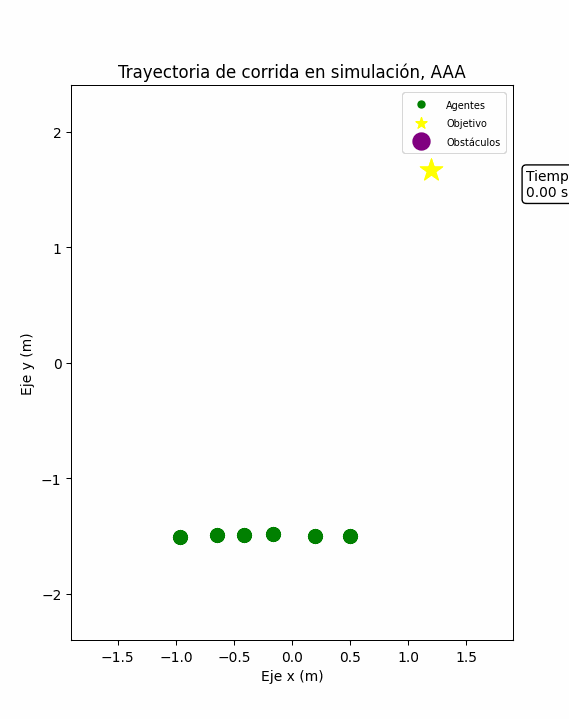 Trayectoria de corrida en simulación, AAA
Agentes
Objetivo
Obstáculos
Tiemp
0.00 s
2
1
0
−1
−2
Eje y (m)
−1.5
−1.0
−0.5
0.0
0.5
1.0
1.5
Eje x (m)